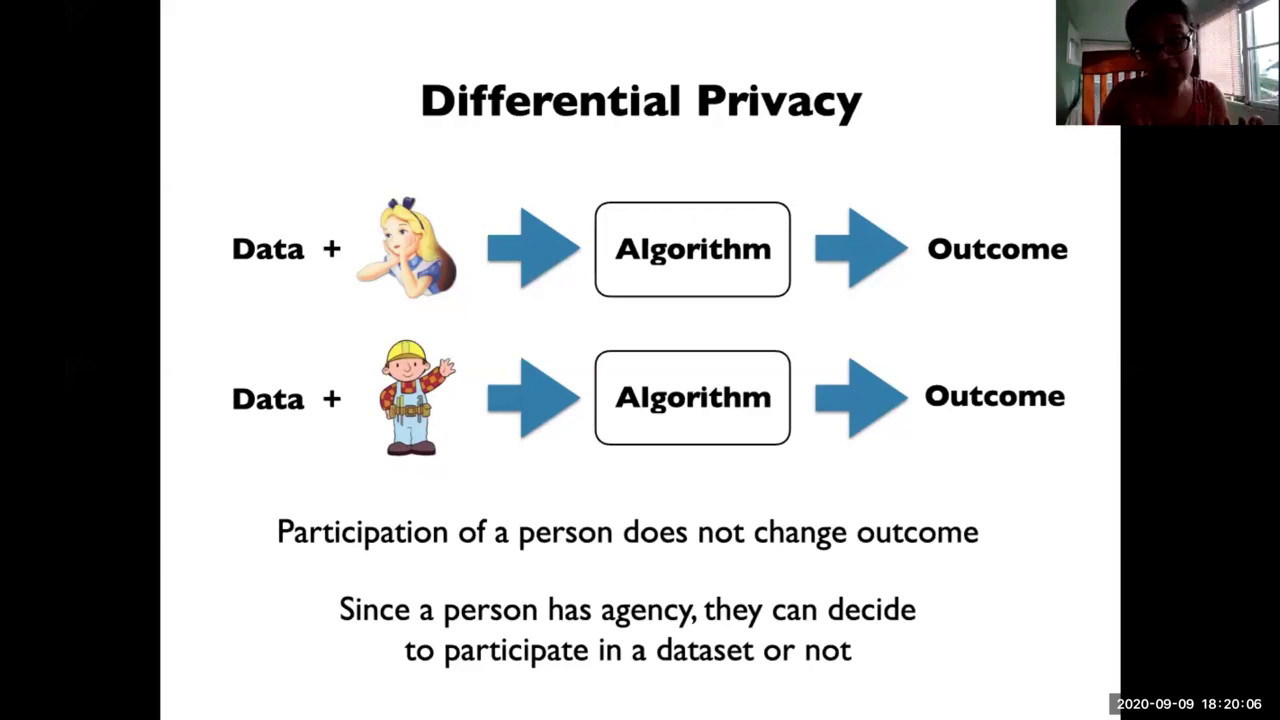 Differential Privacy
Data + Algorithm Outcome
Data + Algorithm Outcome
Participation of a person does not change outcome
Since a person has agency, they can decide
to participate in a dataset or not
2020-09-09 18:20:06